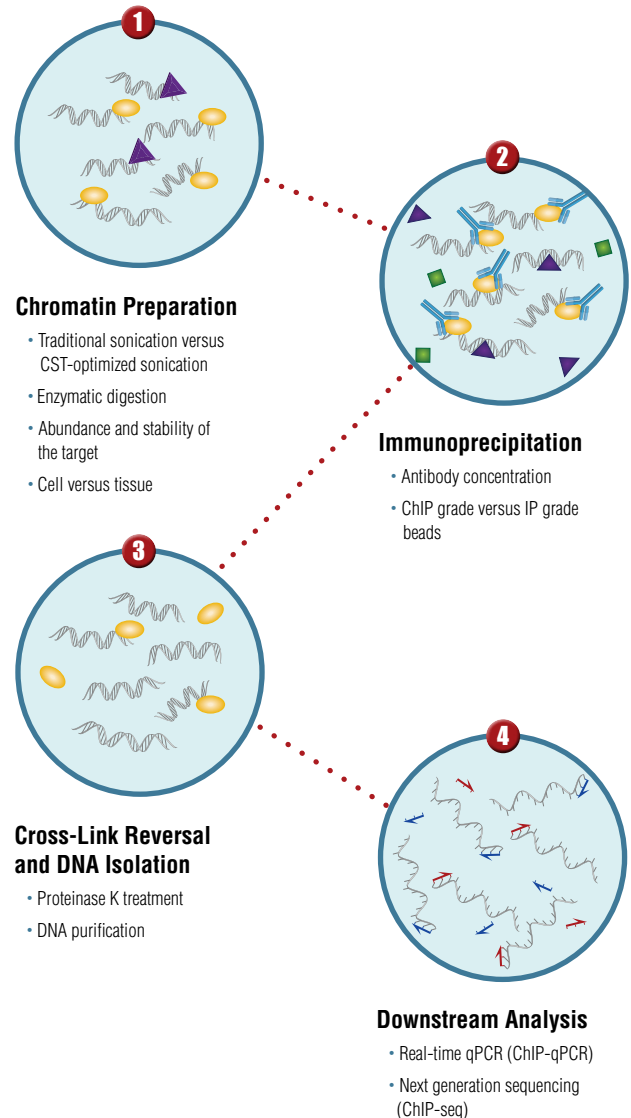 1
Chromatin Preparation
• Traditional sonication versus
CST-optimized sonication
• Enzymatic digestion
• Abundance and stability of
the target
• Cell versus tissue
2
Immunoprecipitation
• Antibody concentration
• ChIP grade versus IP grade
beads
3
Cross-Link Reversal
and DNA Isolation
• Proteinase K treatment
• DNA purification
4
Downstream Analysis
• Real-time qPCR (ChIP-qPCR)
• Next generation sequencing
(ChIP-seq)